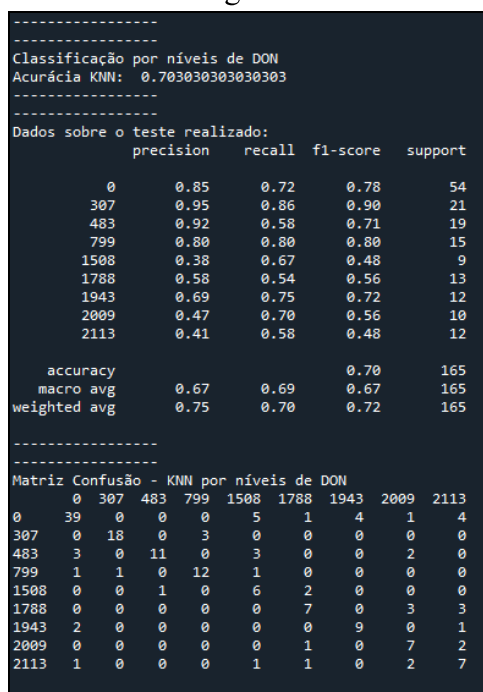 -----------------
-----------------
Classificação por níveis de DON
Acurácia KNN:  0.703030303030303
-----------------
-----------------
Dados sobre o teste realizado:
              precision    recall  f1-score   support

           0       0.85      0.72      0.78        54
         307       0.95      0.86      0.90        21
         483       0.92      0.58      0.71        19
         799       0.80      0.80      0.80        15
        1508       0.38      0.67      0.48         9
        1788       0.58      0.54      0.56        13
        1943       0.69      0.75      0.72        12
        2009       0.47      0.70      0.56        10
        2113       0.41      0.58      0.48        12

    accuracy                           0.70       165
   macro avg       0.67      0.69      0.67       165
weighted avg       0.75      0.70      0.72       165

-----------------
-----------------
Matriz Confusão - KNN por níveis de DON
       0  307  483  799  1508  1788  1943  2009  2113
0     39    0    0    0     5     1     4     1     4
307    0   18    0    3     0     0     0     0     0
483    3    0   11    0     3     0     0     2     0
799    1    1    0   12     1     0     0     0     0
1508   0    0    1    0     6     2     0     0     0
1788   0    0    0    0     0     7     0     3     3
1943   2    0    0    0     0     0     9     0     1
2009   0    0    0    0     0     1     0     7     2
2113   1    0    0    0     1     1     0     2     7